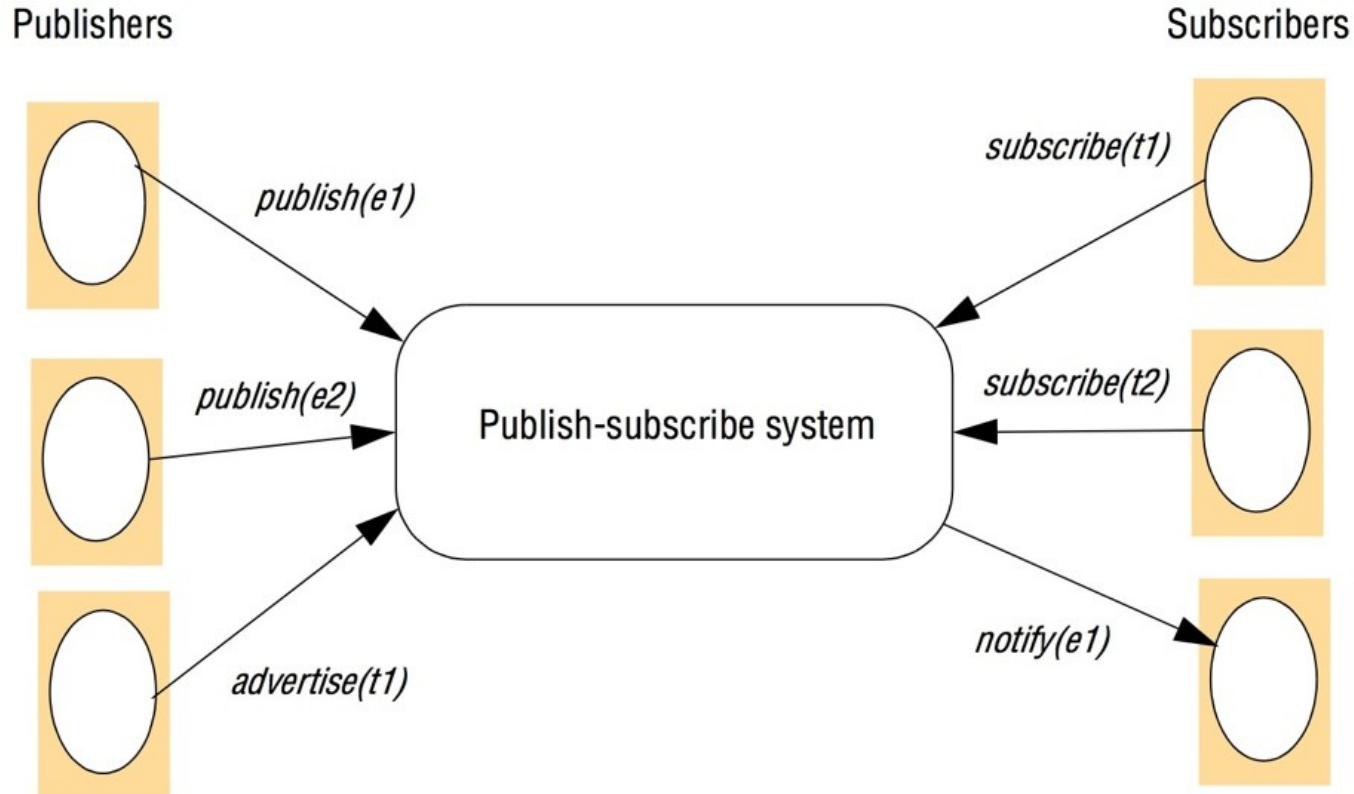 Publishers
Subscribers
publish(e1)
subscribe(t1)
publish(e2)
subscribe(t2)
Publish-subscribe system
advertise(t1)
notify(e1)